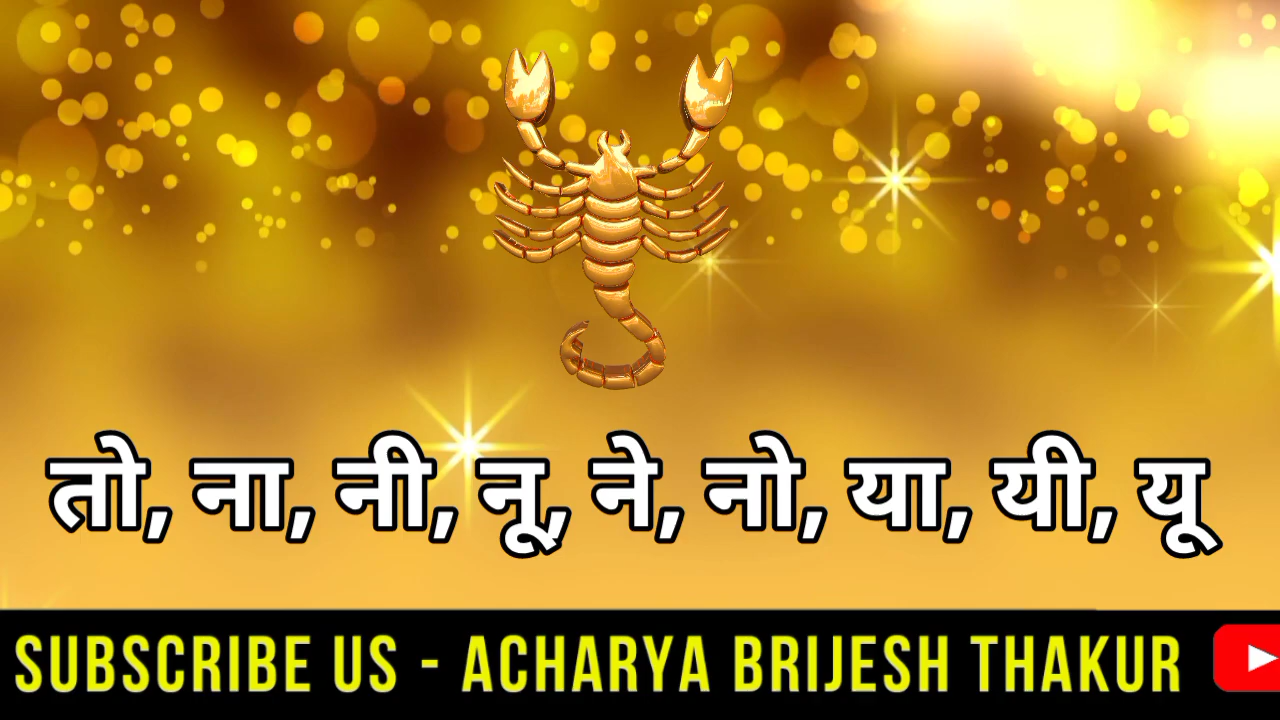 तो, ना, नी, नू, ने, नो, या, यी, यू
SUBSCRIBE US - ACHARYA BRIJESH THAKUR